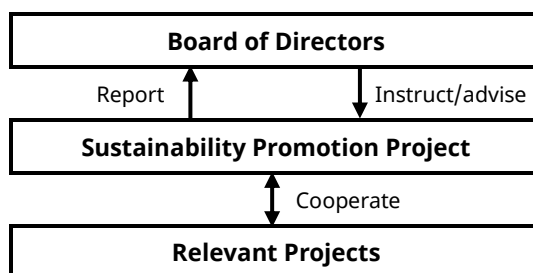 Board of Directors
Report
Instruct/advise
Sustainability Promotion Project
Cooperate
Relevant Projects